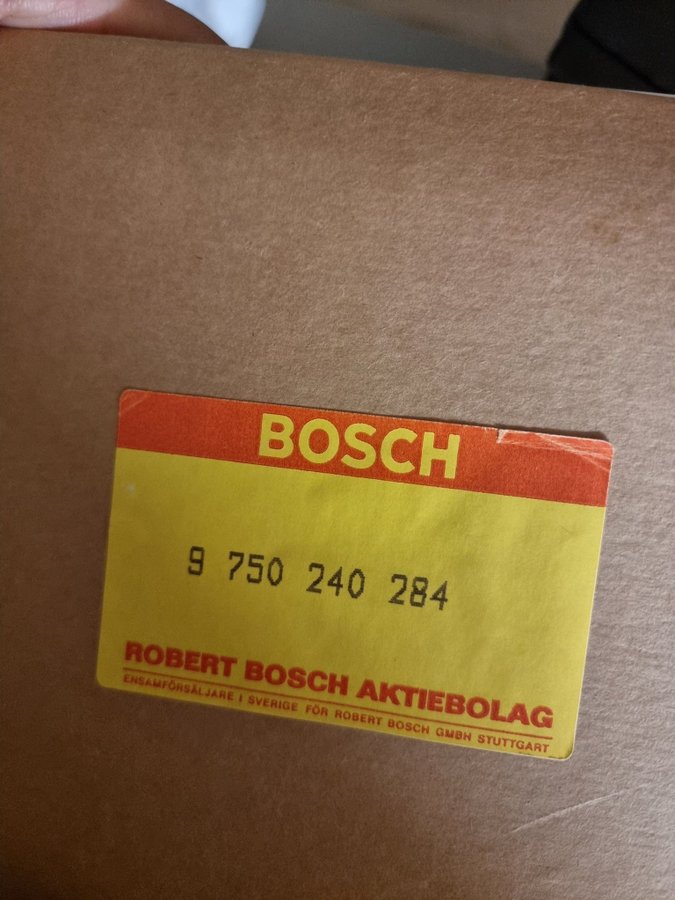 BOSCH
9 750 240 284
ROBERT BOSCH AKTIEBOLAG
ENSAMFÖRSÄLJARE I SVERIGE FÖR ROBERT BOSCH GMBH STUTTGART